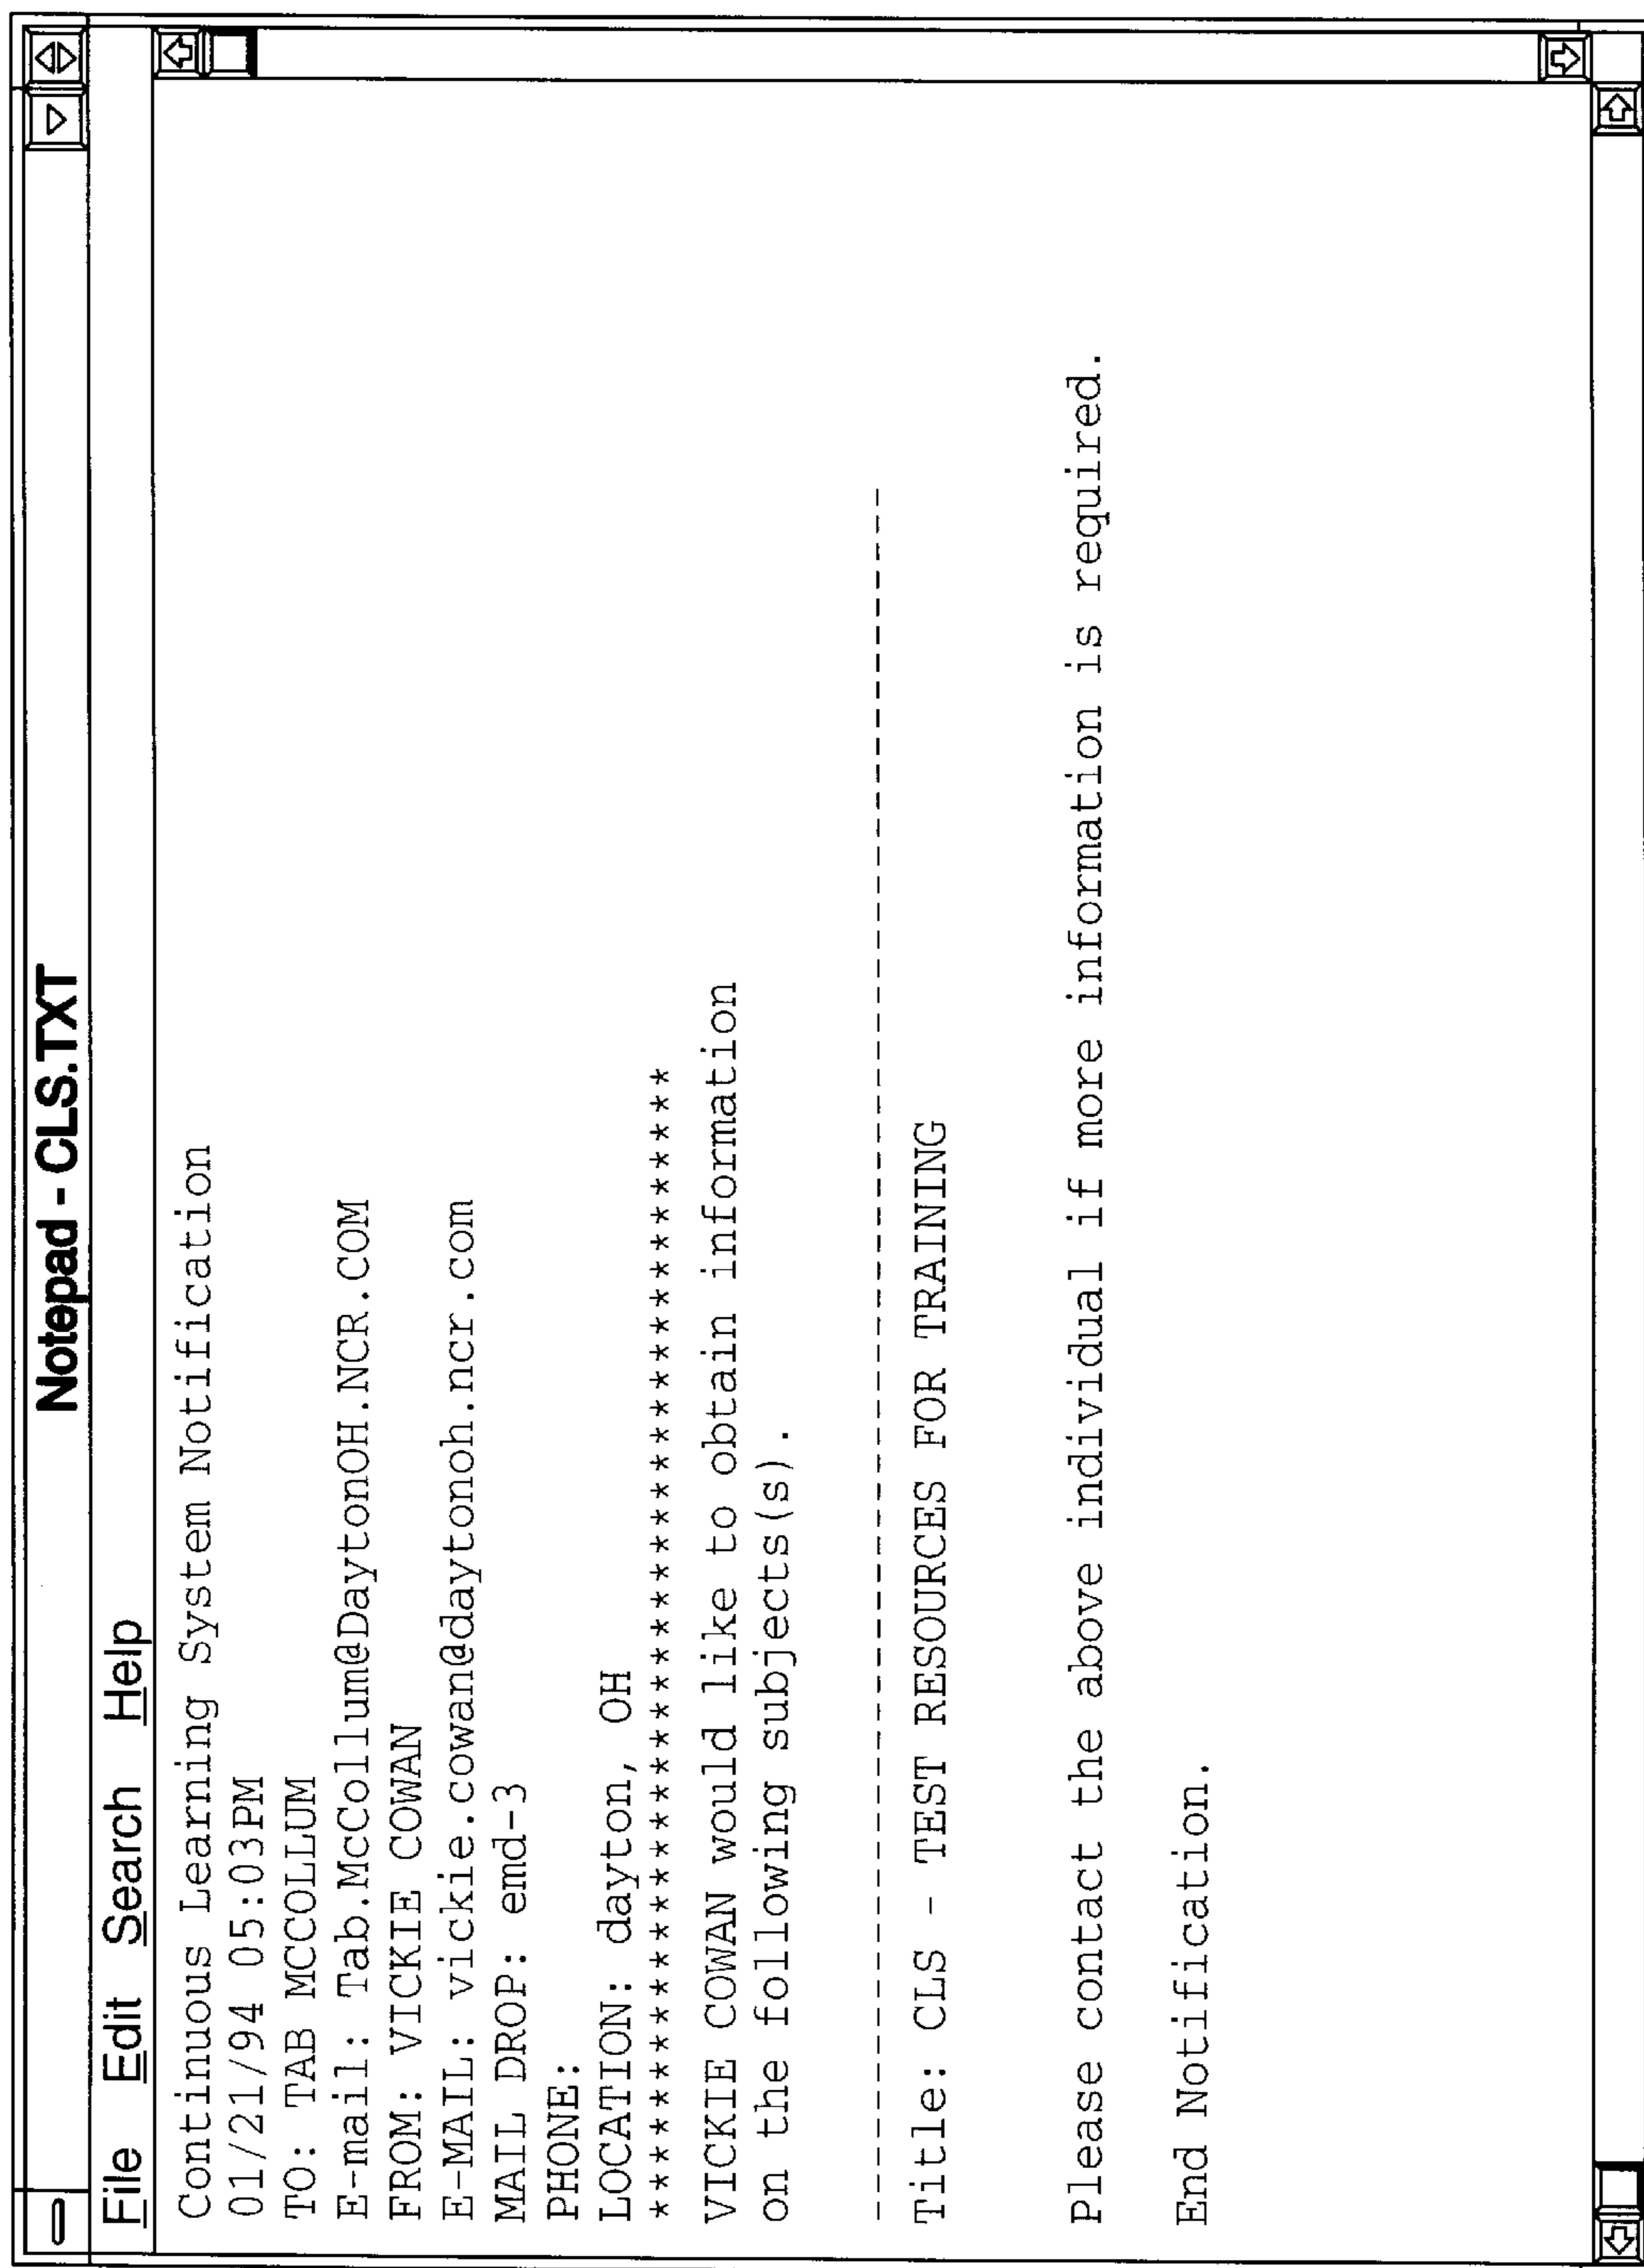 Notepad - CLS.TXT
File Edit Search Help
Continuous Learning System Notification
01/21/94 05:03PM
TO: TAB MCCOLLUM
E-mail: Tab.McCollum@DaytonOH.NCR.COM
FROM: VICKIE COWAN
E-MAIL: vickie.cowan@daytonoh.ncr.com
MAIL DROP: emd-3
PHONE:
LOCATION: dayton, OH
*****************************************
VICKIE COWAN would like to obtain information
on the following subjects(s).
----------------------------------------------------------------
Title: CLS - TEST RESOURCES FOR TRAINING
Please contact the above individual if more information is required.
End Notification.